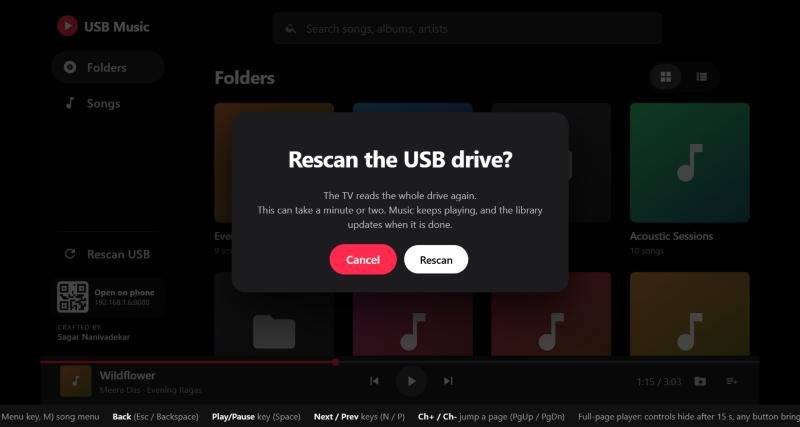 USB Music
Search songs, albums, artists
Folders
Songs
Folders
Rescan the USB drive?
The TV reads the whole drive again.
This can take a minute or two. Music keeps playing, and the library
updates when it is done.
Cancel
Rescan
Acoustic Sessions
10 songs
Rescan USB
Open on phone
192.168.1.6:8080
CRAFTED BY
Sagar Nanivadekar
Wildflower
Meera Das · Evening Ragas
1:15 / 3:03
Menu key, M) song menu Back (Esc / Backspace) Play/Pause key (Space) Next / Prev keys (N / P) Ch+ / Ch- jump a page (PgUp / PgDn) Full-page player: controls hide after 15 s, any button bring